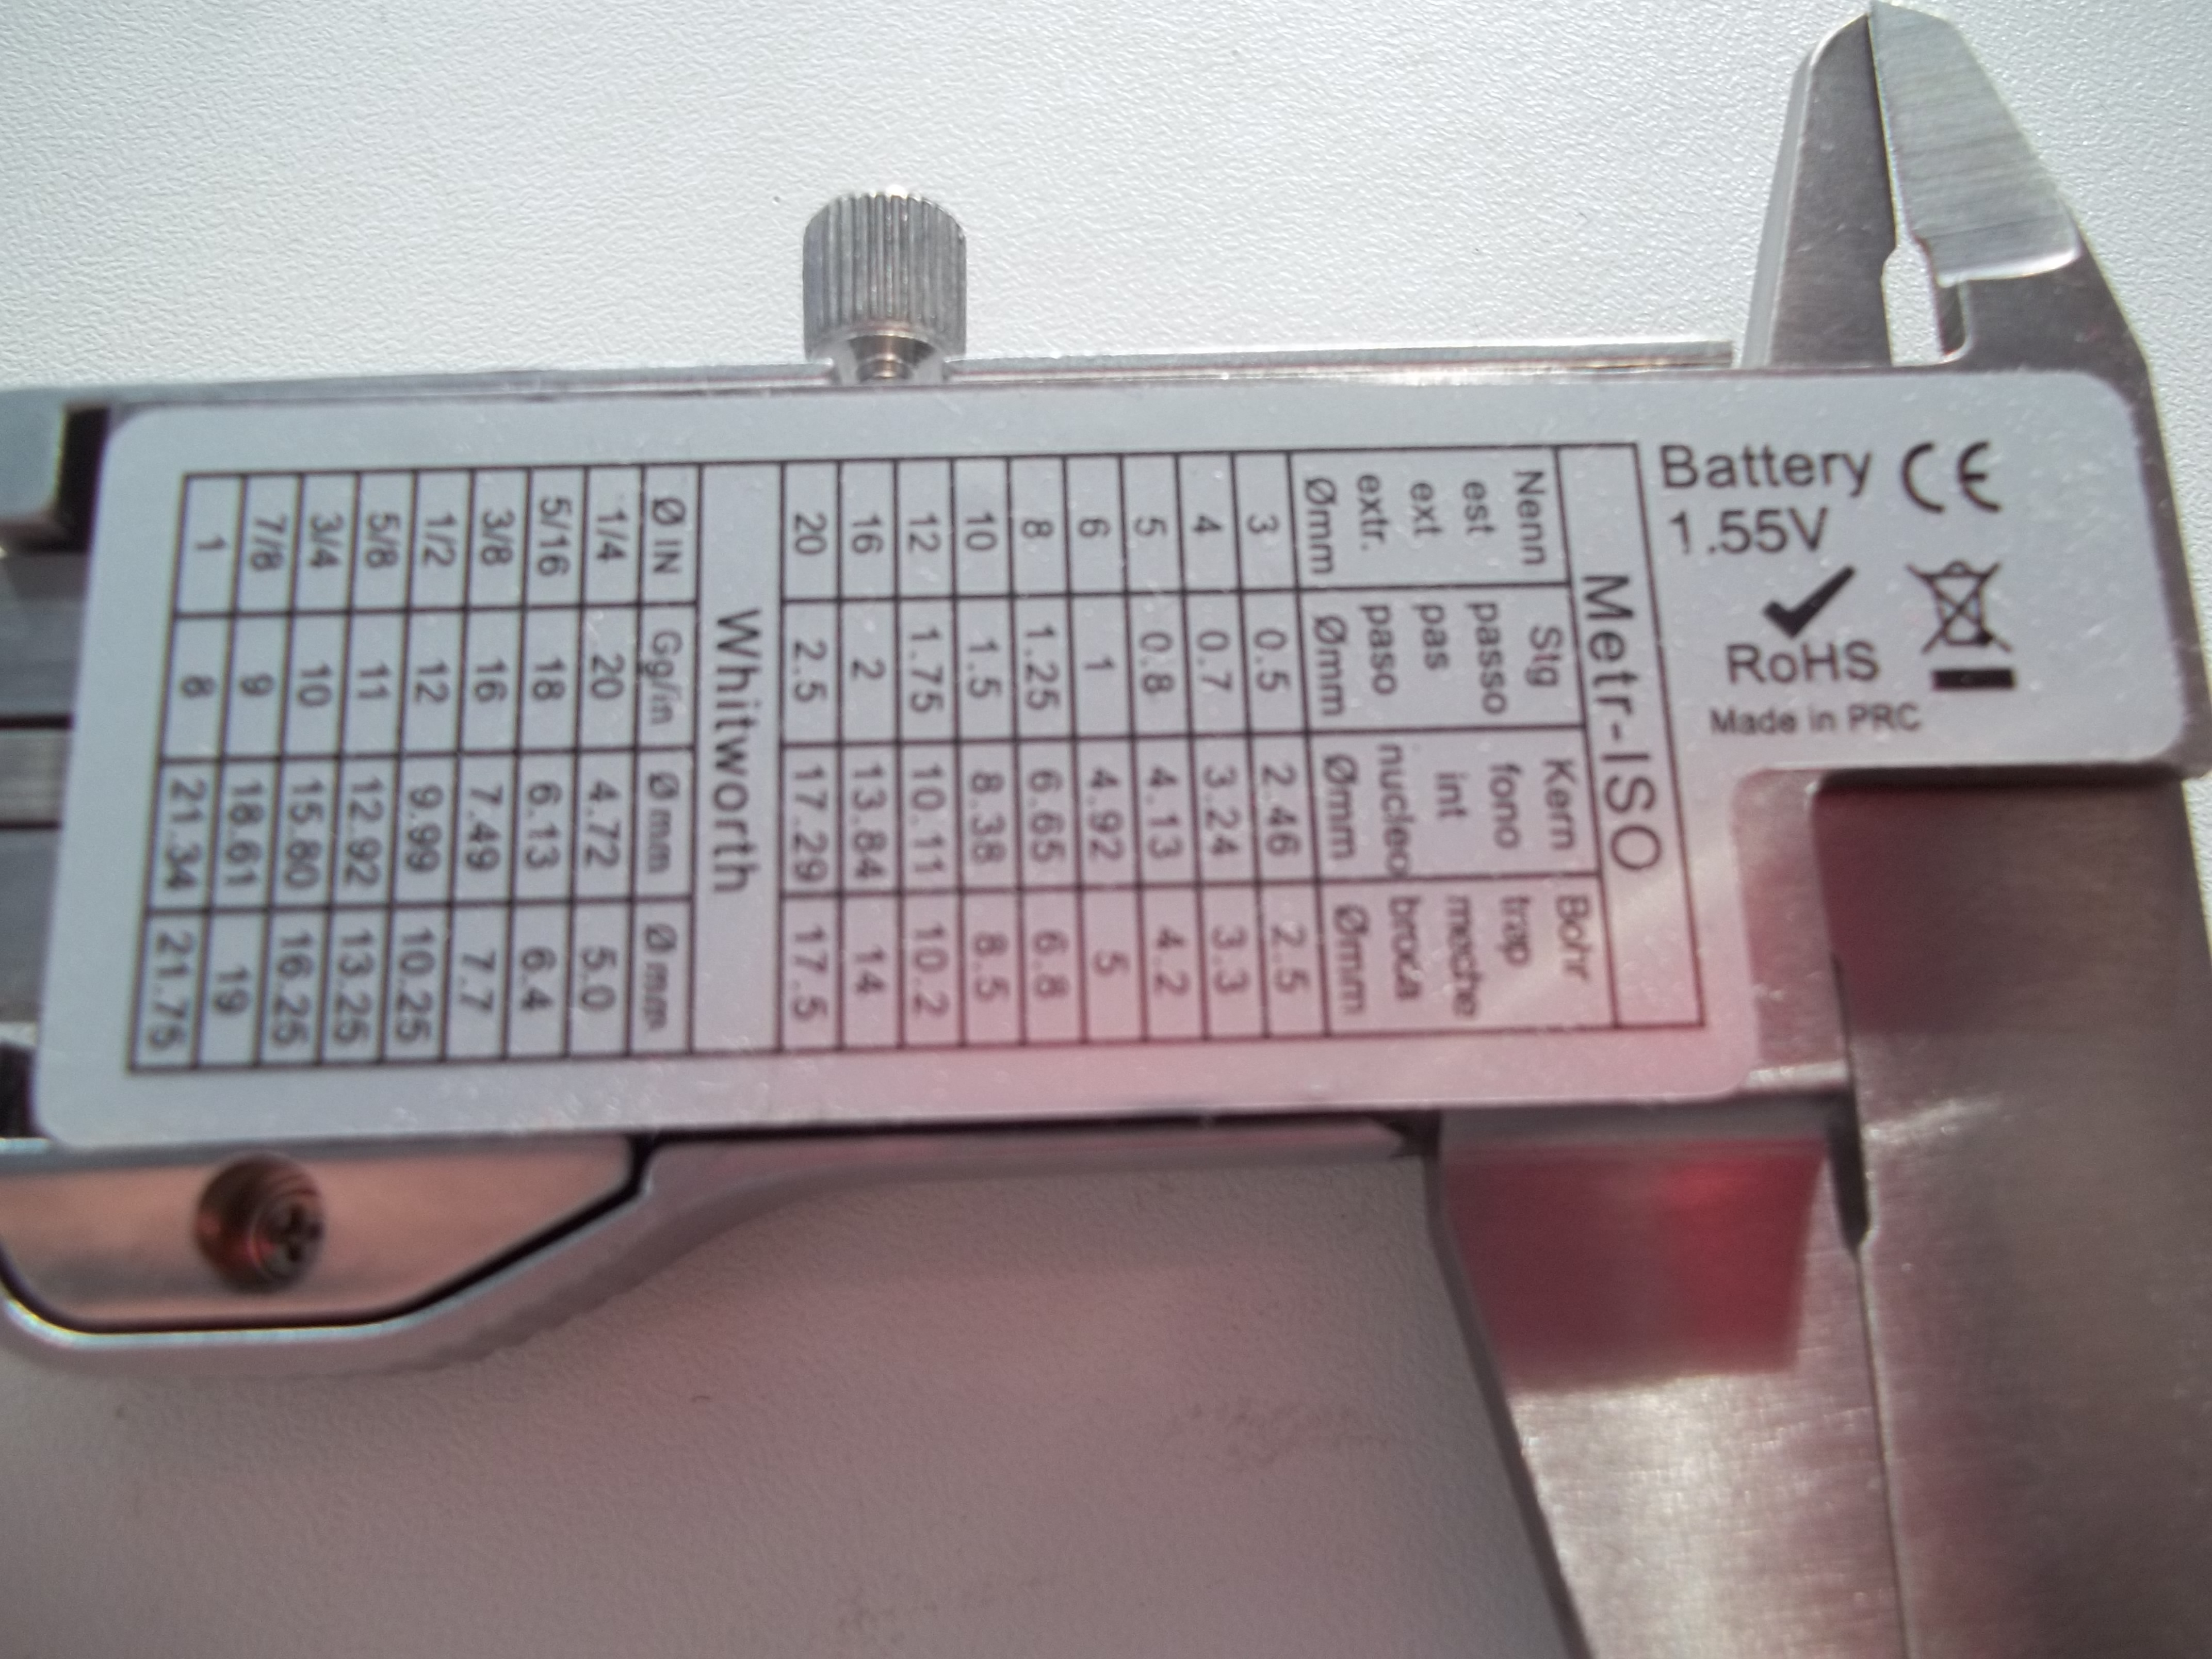 CE
Battery
1.55V
RoHS
Made in PRC
Metr-ISO
Nenn Stg Kern Bohr
est passo fono trap
ext pas int meche
extr. paso nucleo broca
Ømm Ømm Ømm Ømm
3 0.5 2.46 2.5
4 0.7 3.24 3.3
5 0.8 4.13 4.2
6 1 4.92 5
8 1.25 6.65 6.8
10 1.5 8.38 8.5
12 1.75 10.11 10.2
16 2 13.84 14
20 2.5 17.29 17.5
Whitworth
Ø IN Gg/in Ø mm Ø mm
1/4 20 4.72 5.0
5/16 18 6.13 6.4
3/8 16 7.49 7.7
1/2 12 9.99 10.25
5/8 11 12.92 13.25
3/4 10 15.80 16.25
7/8 9 18.61 19
1 8 21.34 21.75